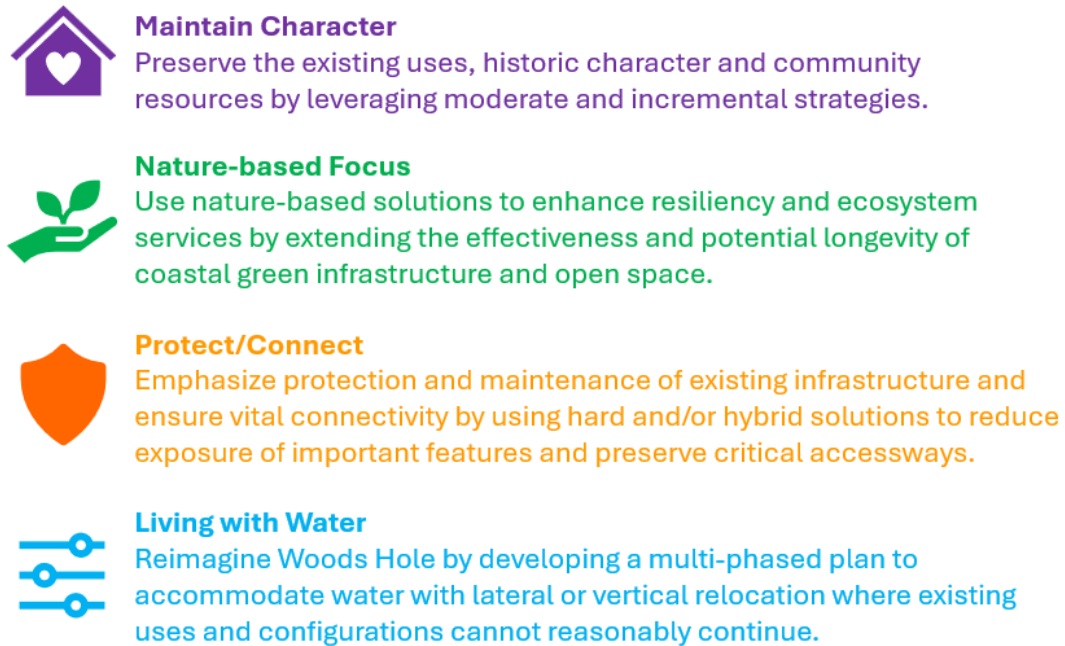 Maintain Character
Preserve the existing uses, historic character and community
resources by leveraging moderate and incremental strategies.
Nature-based Focus
Use nature-based solutions to enhance resiliency and ecosystem
services by extending the effectiveness and potential longevity of
coastal green infrastructure and open space.
Protect/Connect
Emphasize protection and maintenance of existing infrastructure and
ensure vital connectivity by using hard and/or hybrid solutions to reduce
exposure of important features and preserve critical accessways.
Living with Water
Reimagine Woods Hole by developing a multi-phased plan to
accommodate water with lateral or vertical relocation where existing
uses and configurations cannot reasonably continue.